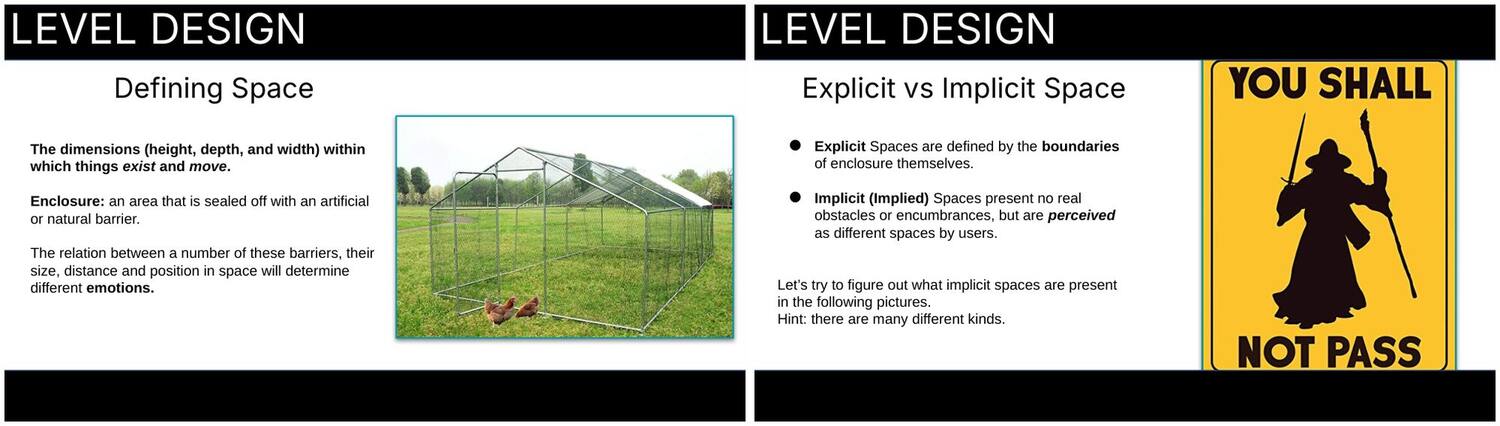 LEVEL DESIGN
Defining Space
The dimensions (height, depth, and width) within
which things exist and move.
Enclosure: an area that is sealed off with an artificial
or natural barrier.
The relation between a number of these barriers, their
size, distance and position in space will determine
different emotions.
LEVEL DESIGN
Explicit vs Implicit Space
● Explicit Spaces are defined by the boundaries
of enclosure themselves.
● Implicit (Implied) Spaces present no real
obstacles or encumbrances, but are perceived
as different spaces by users.
Let’s try to figure out what implicit spaces are present
in the following pictures.
Hint: there are many different kinds.
YOU SHALL
NOT PASS